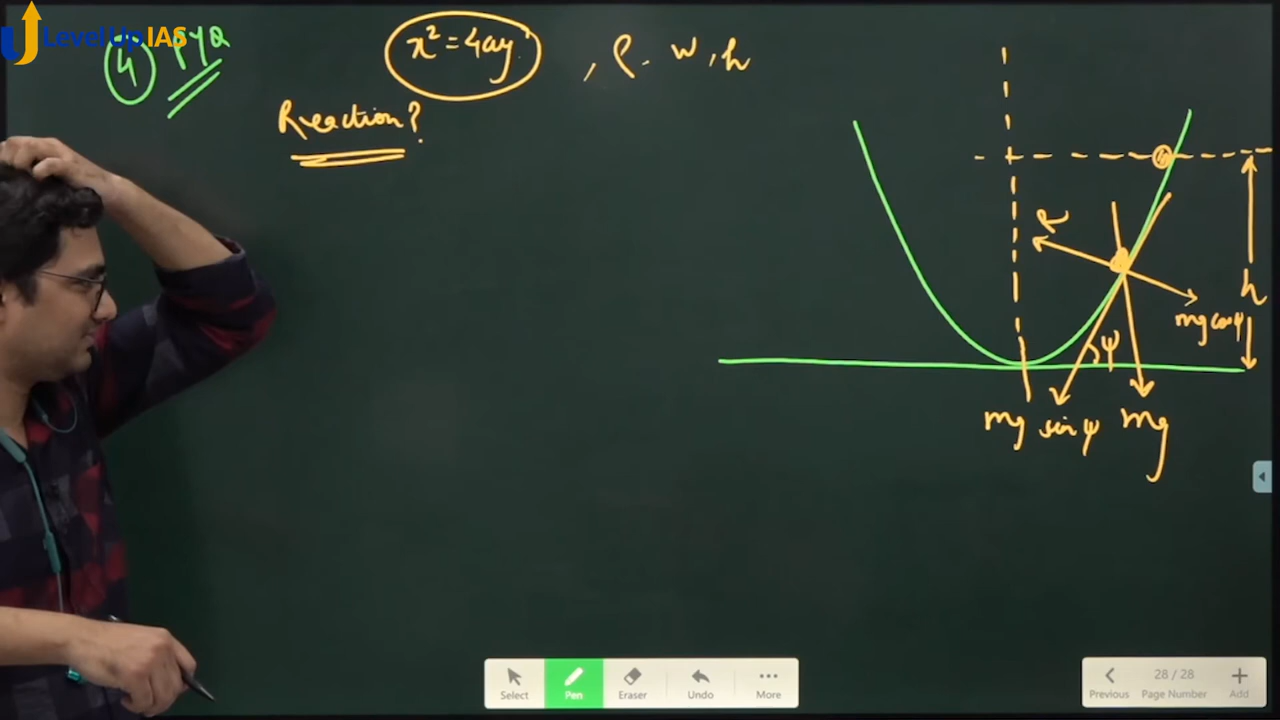 LevelUp IAS
④ PYQ
x² = 4ay , ρ. w, h
Reaction?
R
h
mg cosψ
ψ
mg sinψ
mg
Select
Pen
Eraser
Undo
More
28 / 28
Previous
Page Number
Add